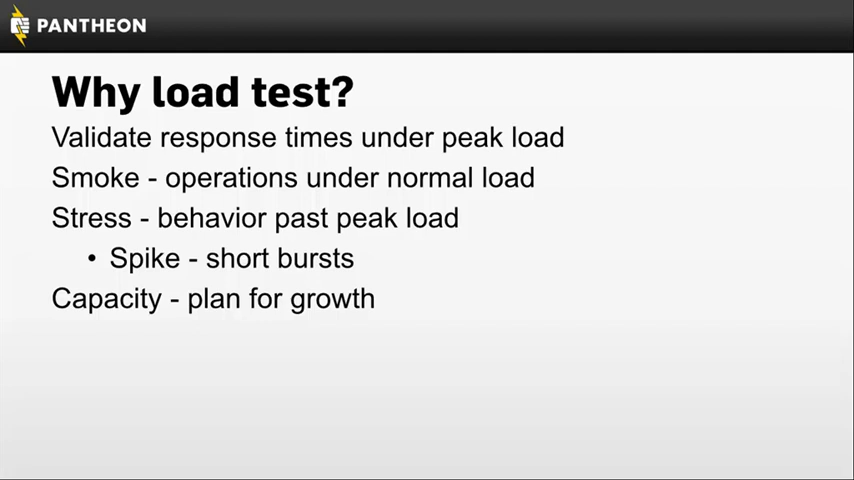 PANTHEON
Why load test?
Validate response times under peak load
Smoke - operations under normal load
Stress - behavior past peak load
• Spike - short bursts
Capacity - plan for growth